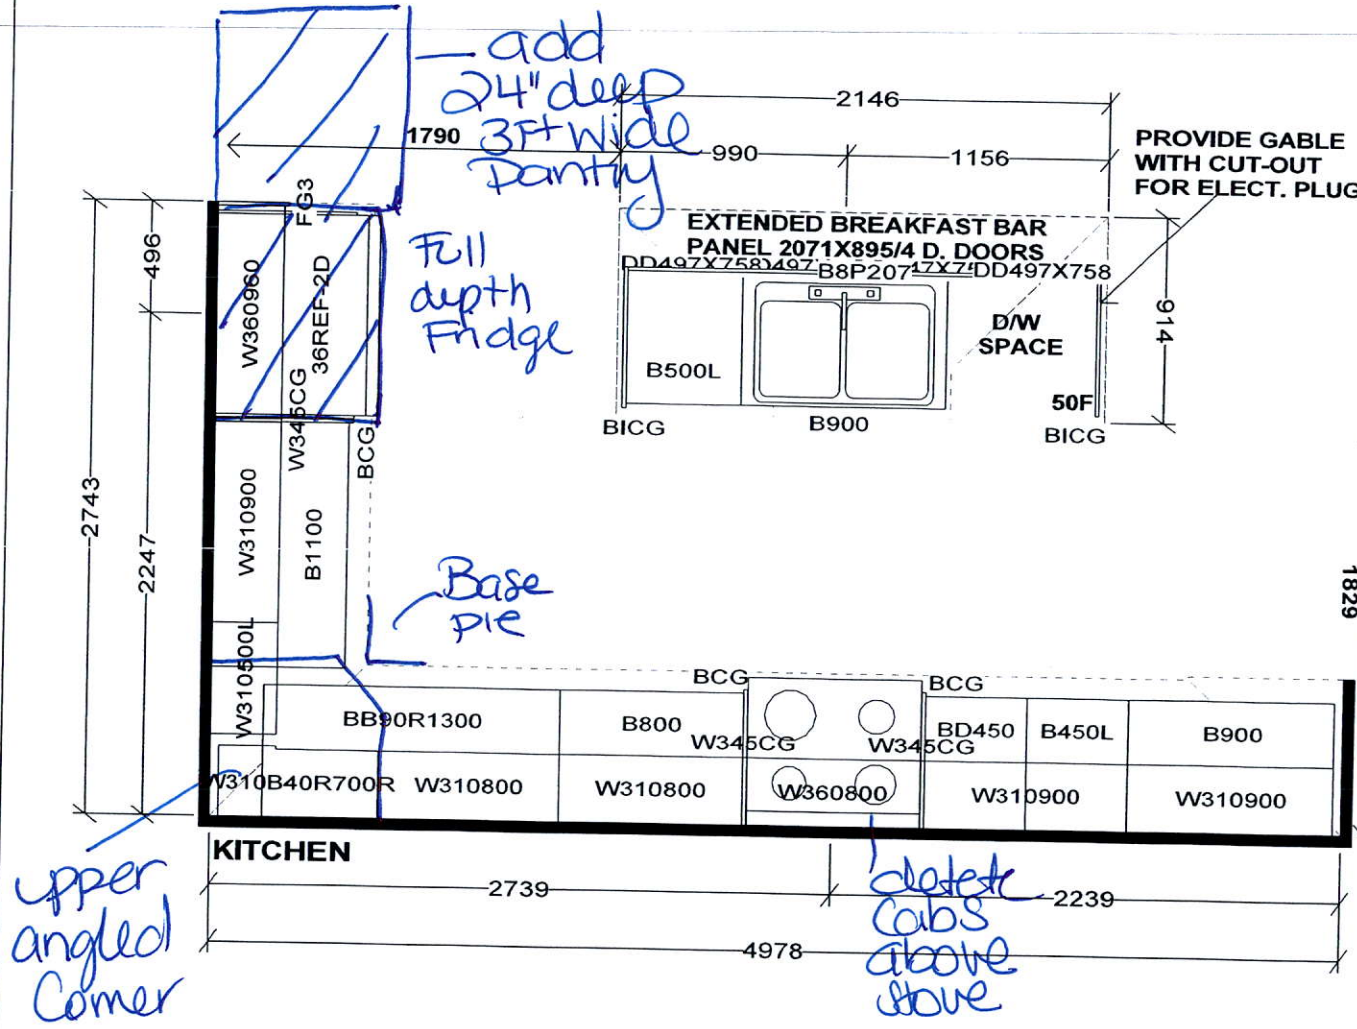 add
24" deep
3Ft wide
Pantry
2146
1790
990
1156
PROVIDE GABLE
WITH CUT-OUT
FOR ELECT. PLUG
FG3
496
W360960
36REF-2D
Full
depth
Fridge
EXTENDED BREAKFAST BAR
PANEL 2071X895/4 D. DOORS
DD497X758
B8P207
DD497X758
914
D/W
SPACE
B500L
50F
BICG
B900
BICG
W345CG
BCG
2743
2247
W310900
B1100
Base
pie
1829
W310500L
BCG
BCG
BB90R1300
B800
W345CG
W345CG
BD450
B450L
B900
W310B40R700R
W310800
W310800
W360800
W310900
W310900
KITCHEN
upper
angled
Corner
2739
2239
4978
delete
Cabs
above
stove